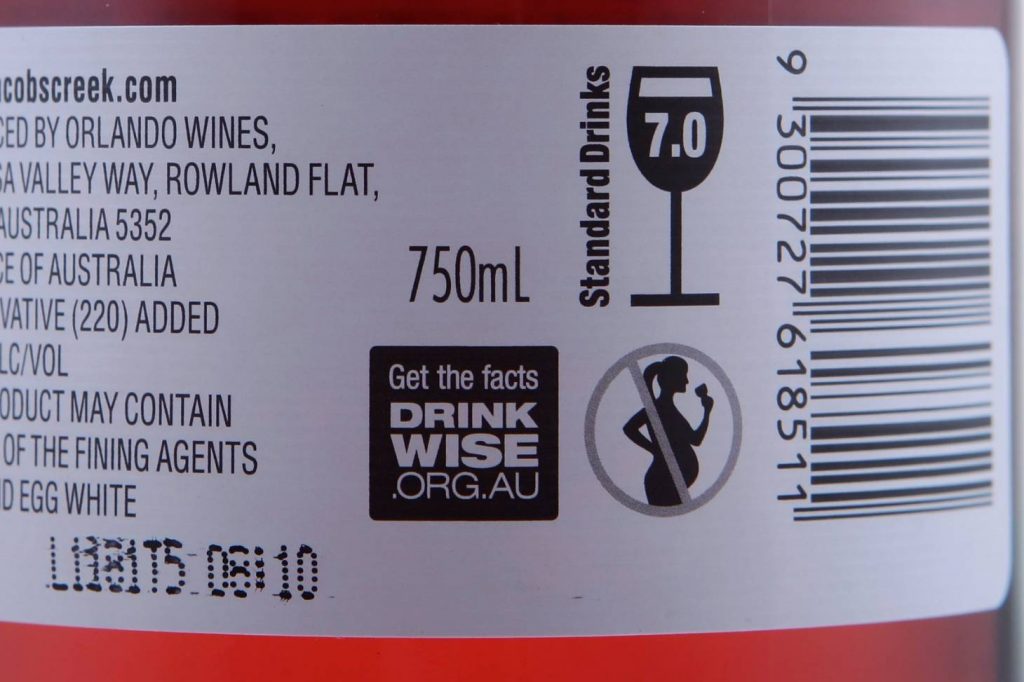 acobscreek.com
CED BY ORLANDO WINES,
SA VALLEY WAY, ROWLAND FLAT,
AUSTRALIA 5352
CE OF AUSTRALIA
VATIVE (220) ADDED
LC/VOL
ODUCT MAY CONTAIN
OF THE FINING AGENTS
D EGG WHITE
750mL
Get the facts
DRINK
WISE
.ORG.AU
Standard Drinks
7.0
9 300727 618511